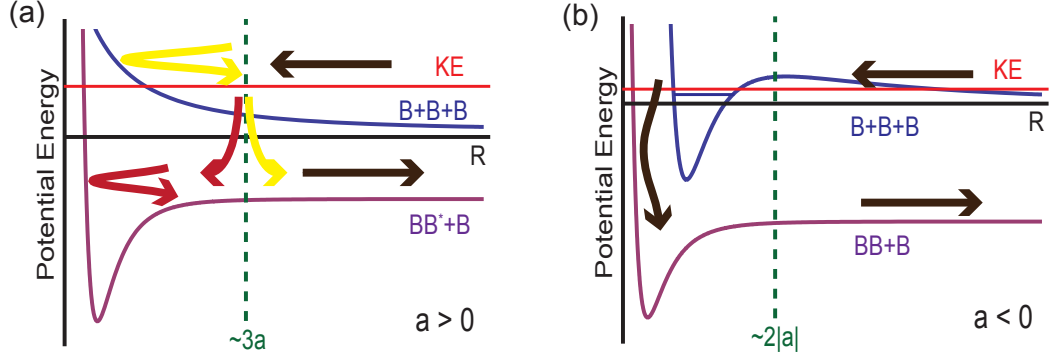 (a)
Potential Energy
KE
B+B+B
R
BB*+B
a > 0
~3a
(b)
Potential Energy
KE
R
B+B+B
BB+B
a < 0
~2|a|